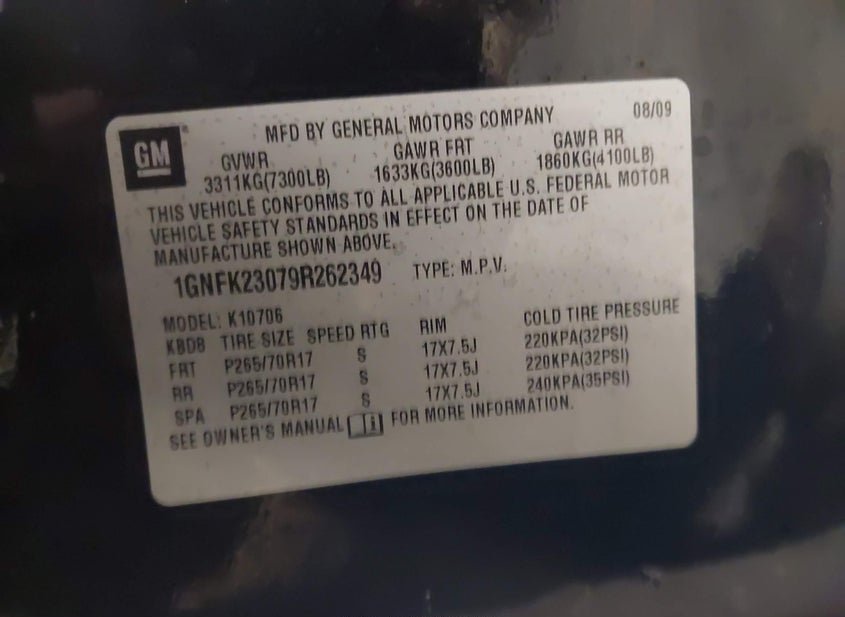 GM
MFD BY GENERAL MOTORS COMPANY 08/09
GVWR GAWR FRT GAWR RR
3311KG(7300LB) 1633KG(3600LB) 1860KG(4100LB)
THIS VEHICLE CONFORMS TO ALL APPLICABLE U.S. FEDERAL MOTOR
VEHICLE SAFETY STANDARDS IN EFFECT ON THE DATE OF
MANUFACTURE SHOWN ABOVE.
1GNFK23079R262349 TYPE: M.P.V.
MODEL: K10706
KBDB TIRE SIZE SPEED RTG RIM COLD TIRE PRESSURE
FRT P265/70R17 S 17X7.5J 220KPA(32PSI)
RR P265/70R17 S 17X7.5J 220KPA(32PSI)
SPA P265/70R17 S 17X7.5J 240KPA(35PSI)
SEE OWNER'S MANUAL FOR MORE INFORMATION.